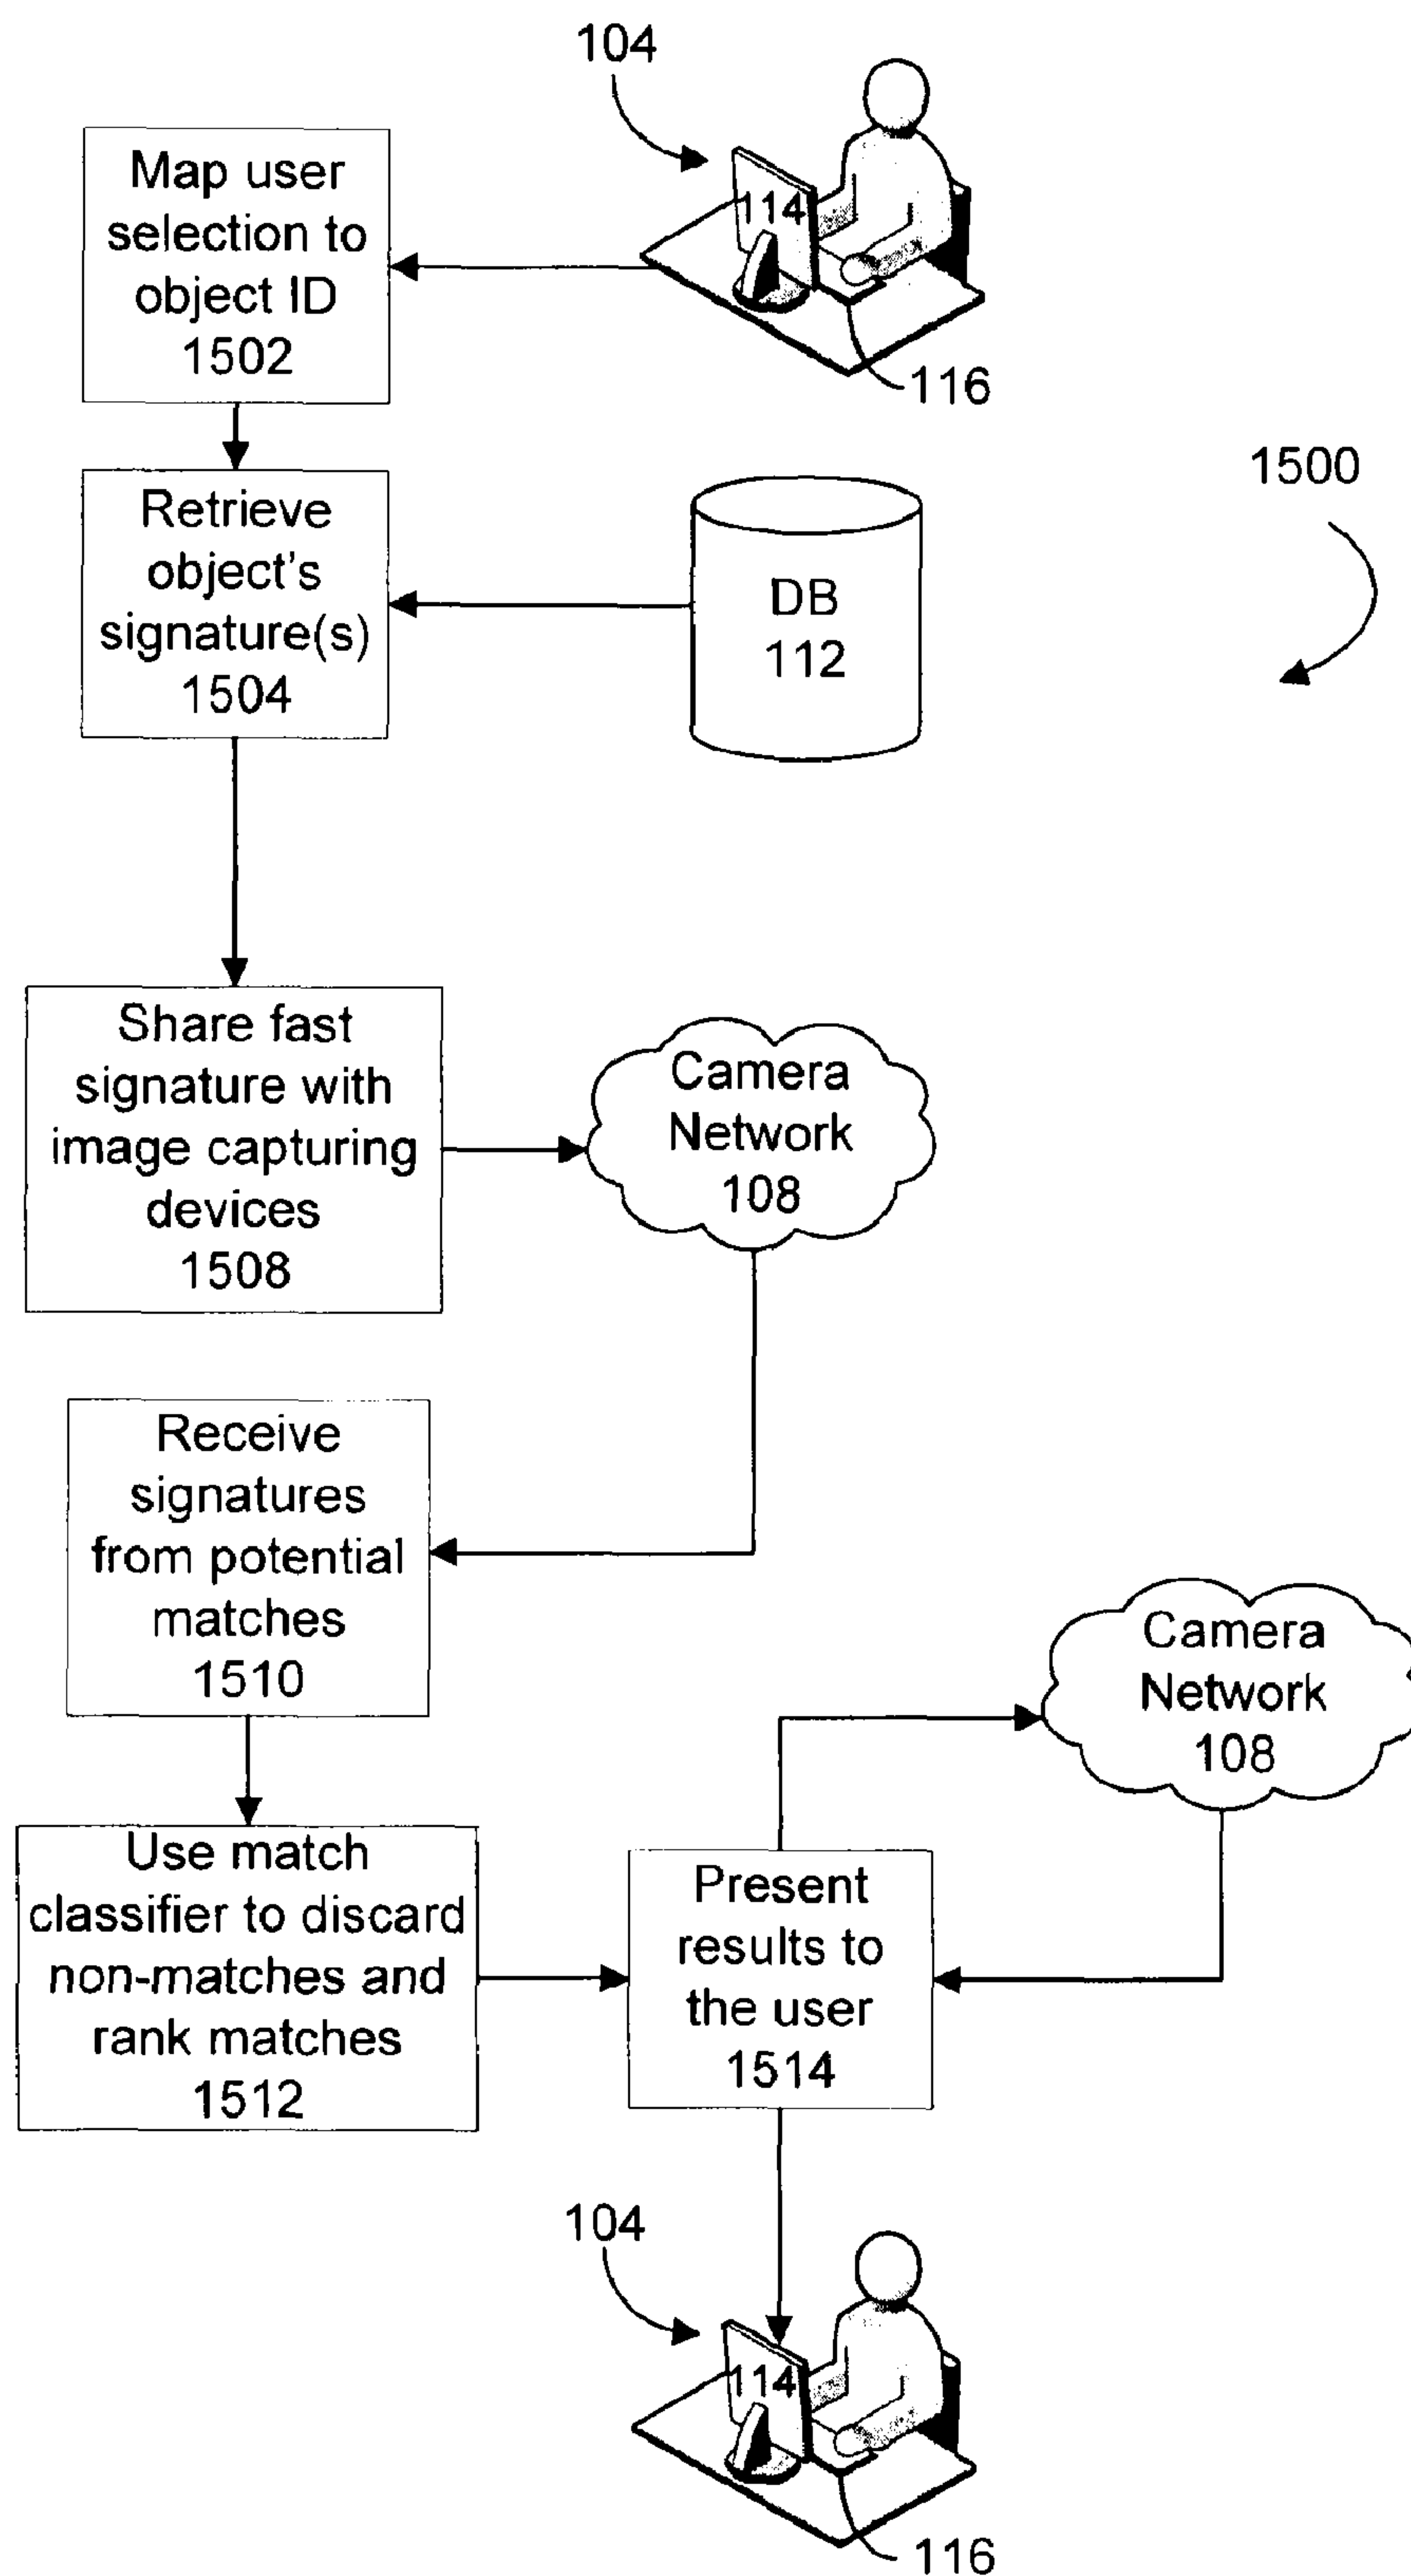 104
Map user
selection to
object ID
1502
114
116
1500
Retrieve
object's
signature(s)
1504
DB
112
Share fast
signature with
image capturing
devices
1508
Camera
Network
108
Receive
signatures
from potential
matches
1510
Camera
Network
108
Use match
classifier to discard
non-matches and
rank matches
1512
Present
results to
the user
1514
104
114
116